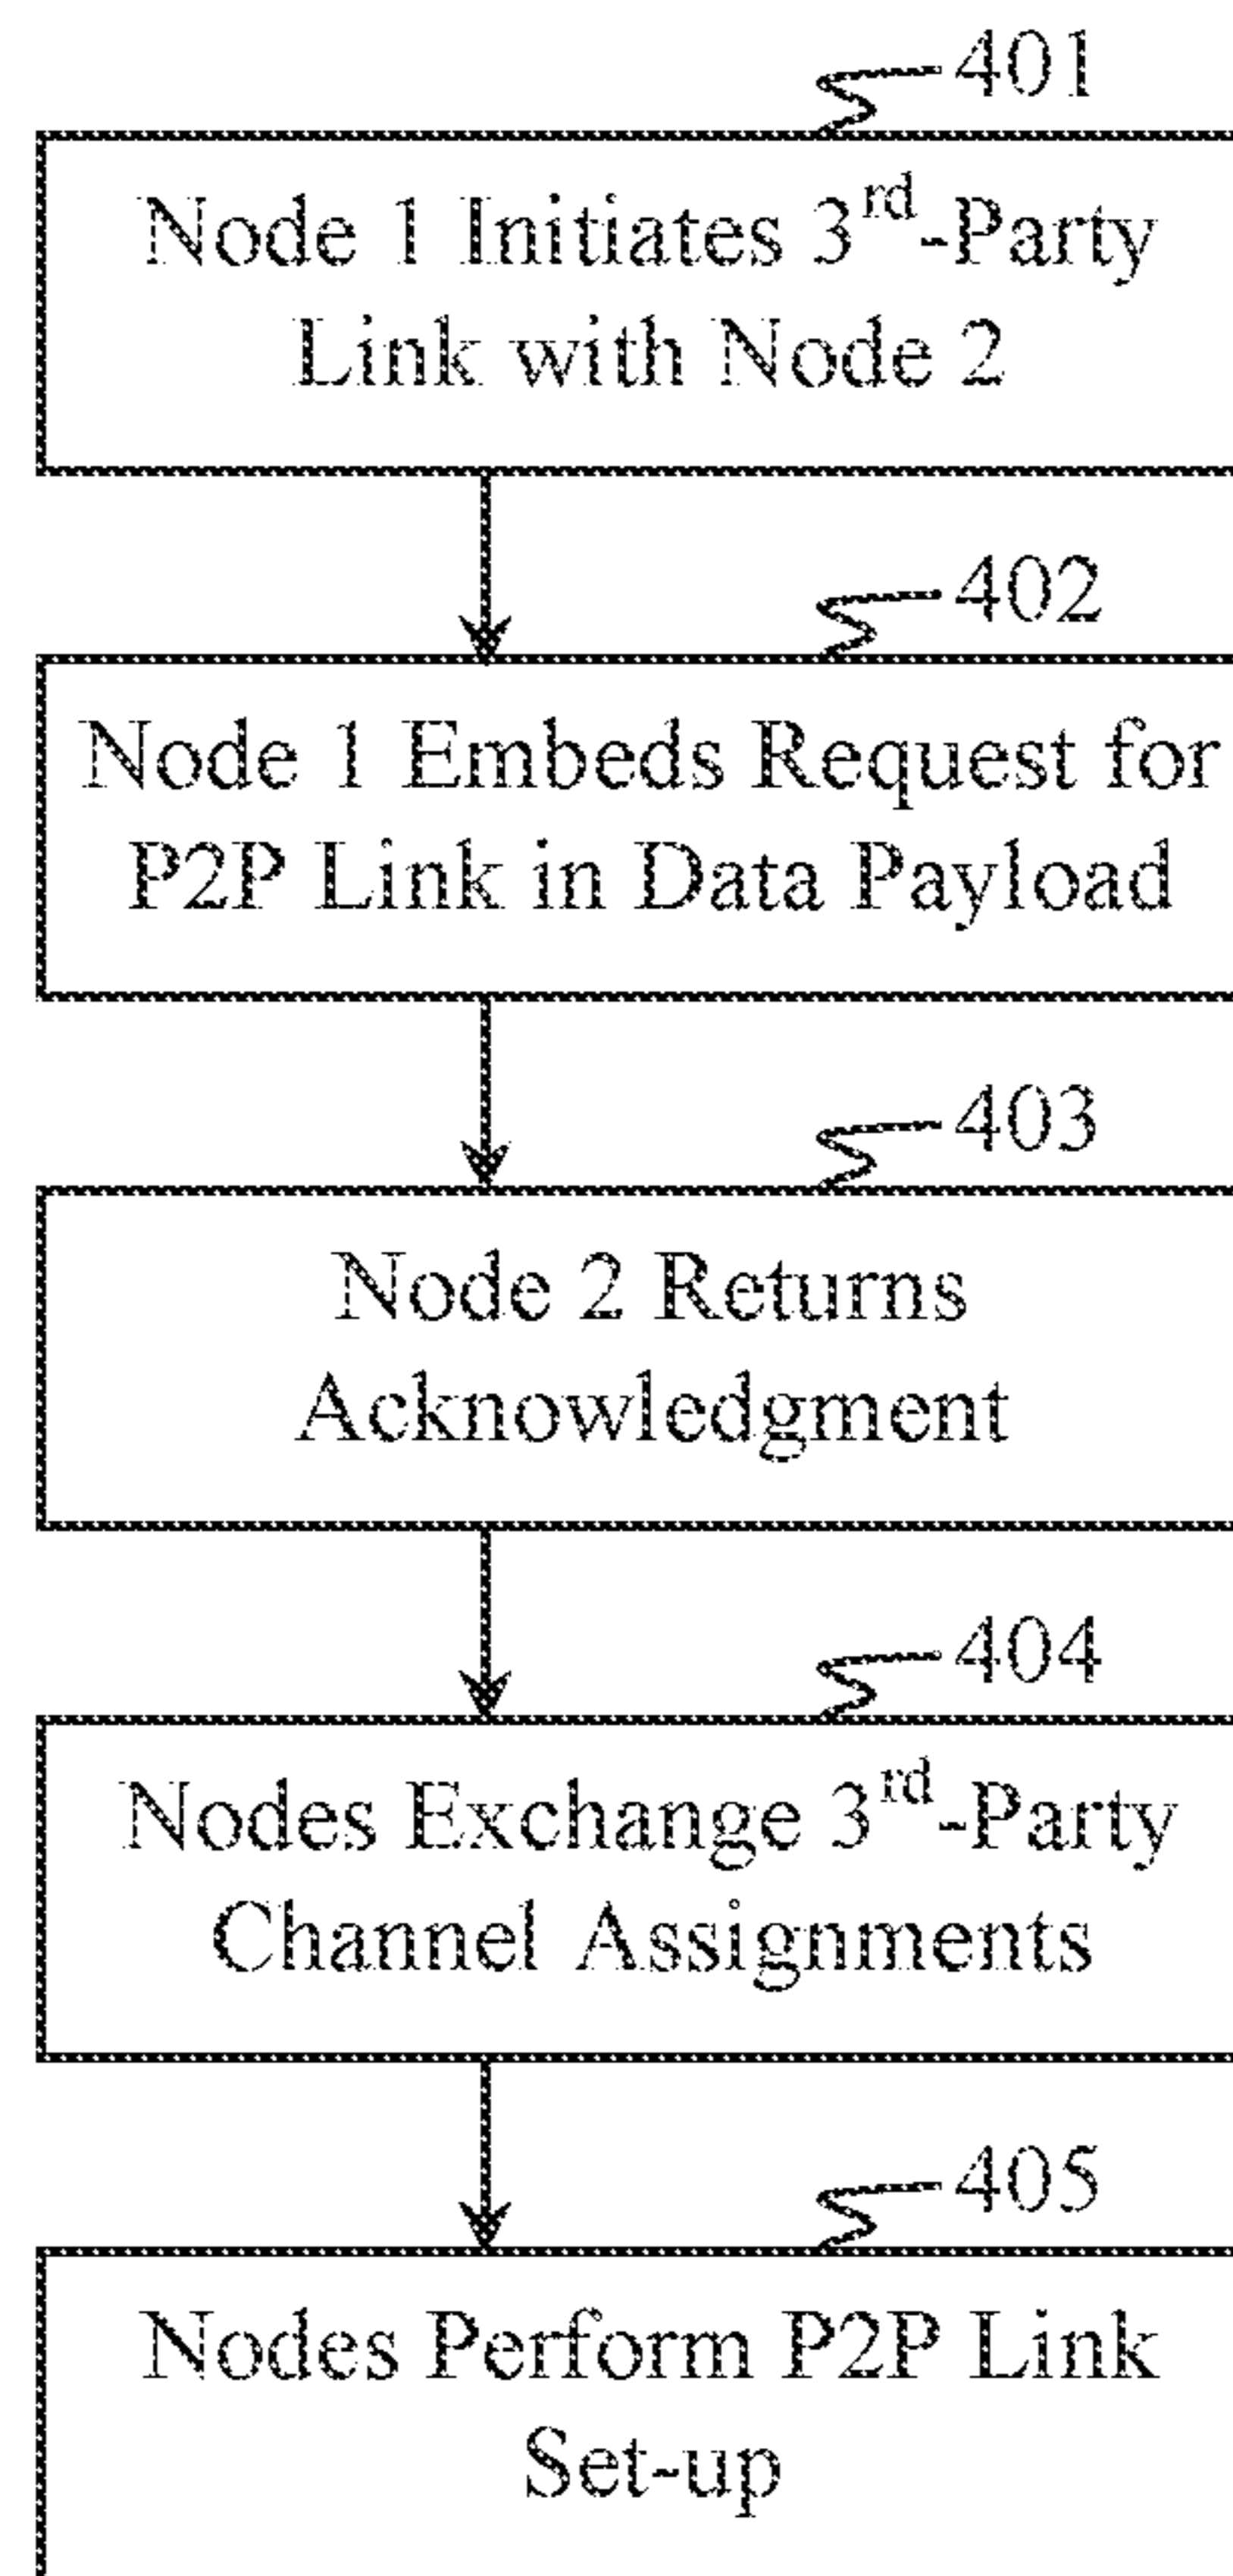 401
Node 1 Initiates 3rd-Party
Link with Node 2
402
Node 1 Embeds Request for
P2P Link in Data Payload
403
Node 2 Returns
Acknowledgment
404
Nodes Exchange 3rd-Party
Channel Assignments
405
Nodes Perform P2P Link
Set-up